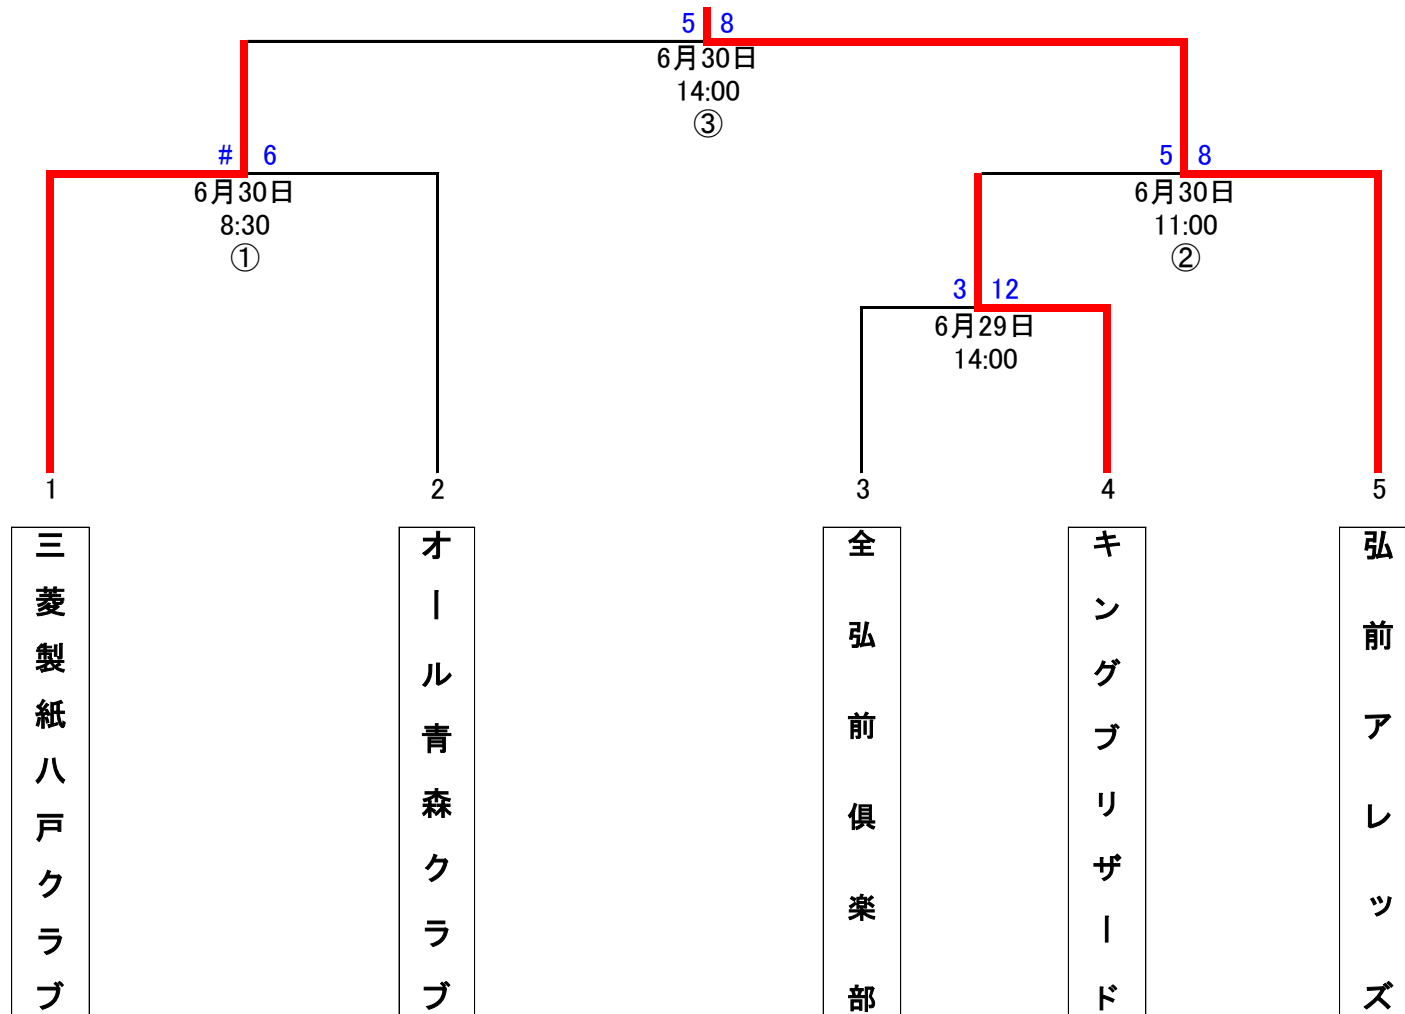 5 8
6月30日
14:00
③
# 6
6月30日
8:30
①
5 8
6月30日
11:00
②
3 12
6月29日
14:00
1
2
3
4
5
三菱製紙八戸クラブ
オール青森クラブ
全弘前倶楽部
キングブリザード
弘前アレッズ